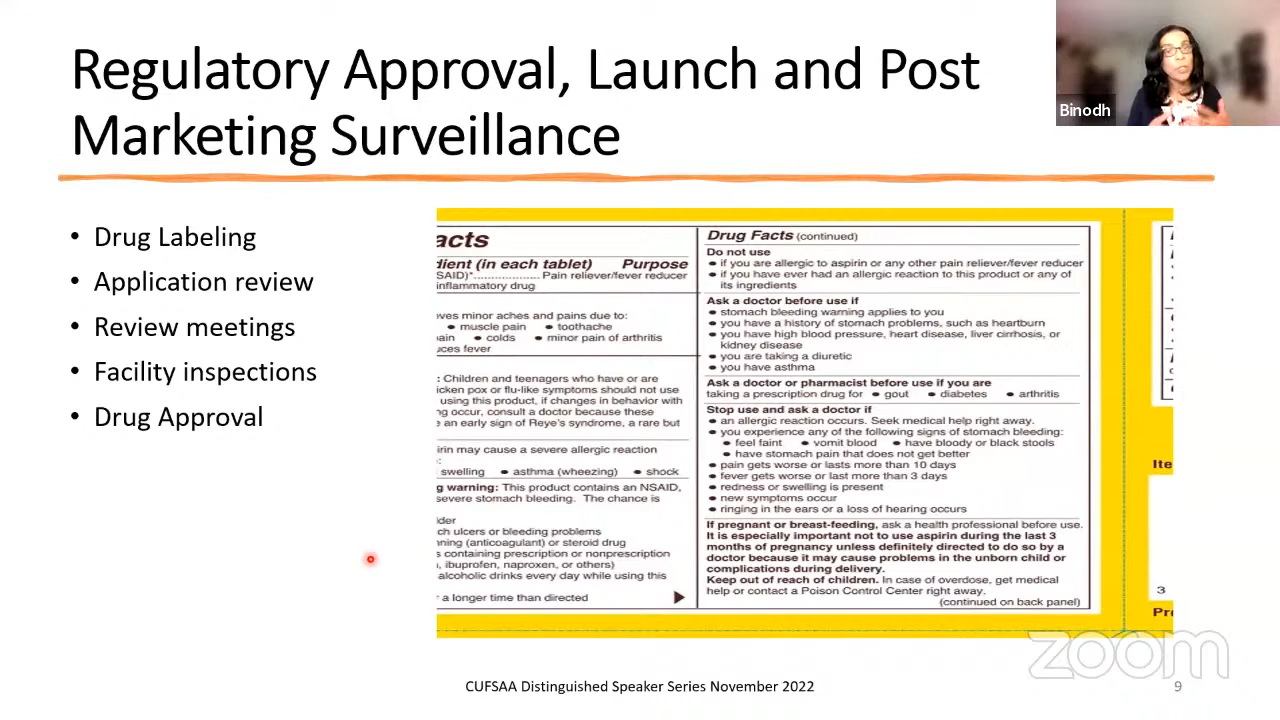 Regulatory Approval, Launch and Post
Marketing Surveillance
Binodh
• Drug Labeling
• Application review
• Review meetings
• Facility inspections
• Drug Approval
acts
dient (in each tablet) Purpose
SAID)*..................... Pain reliever/fever reducer
inflammatory drug
ves minor aches and pains due to:
• muscle pain • toothache
ain • colds • minor pain of arthritis
uces fever
: Children and teenagers who have or are
icken pox or flu-like symptoms should not use
using this product, if changes in behavior with
ng occur, consult a doctor because these
e an early sign of Reye's syndrome, a rare but
irin may cause a severe allergic reaction
:
swelling • asthma (wheezing) • shock
g warning: This product contains an NSAID,
severe stomach bleeding. The chance is
lder
ch ulcers or bleeding problems
ning (anticoagulant) or steroid drug
s containing prescription or nonprescription
, ibuprofen, naproxen, or others)
alcoholic drinks every day while using this
r a longer time than directed
Drug Facts (continued)
Do not use
• if you are allergic to aspirin or any other pain reliever/fever reducer
• if you have ever had an allergic reaction to this product or any of
its ingredients
Ask a doctor before use if
• stomach bleeding warning applies to you
• you have a history of stomach problems, such as heartburn
• you have high blood pressure, heart disease, liver cirrhosis, or
kidney disease
• you are taking a diuretic
• you have asthma
Ask a doctor or pharmacist before use if you are
taking a prescription drug for • gout • diabetes • arthritis
Stop use and ask a doctor if
• an allergic reaction occurs. Seek medical help right away.
• you experience any of the following signs of stomach bleeding:
• feel faint • vomit blood • have bloody or black stools
• have stomach pain that does not get better
• pain gets worse or lasts more than 10 days
• fever gets worse or last more than 3 days
• redness or swelling is present
• new symptoms occur
• ringing in the ears or a loss of hearing occurs
If pregnant or breast-feeding, ask a health professional before use.
It is especially important not to use aspirin during the last 3
months of pregnancy unless definitely directed to do so by a
doctor because it may cause problems in the unborn child or
complications during delivery.
Keep out of reach of children. In case of overdose, get medical
help or contact a Poison Control Center right away.
(continued on back panel)
Ite
3
Pr
zoom
CUFSAA Distinguished Speaker Series November 2022
9